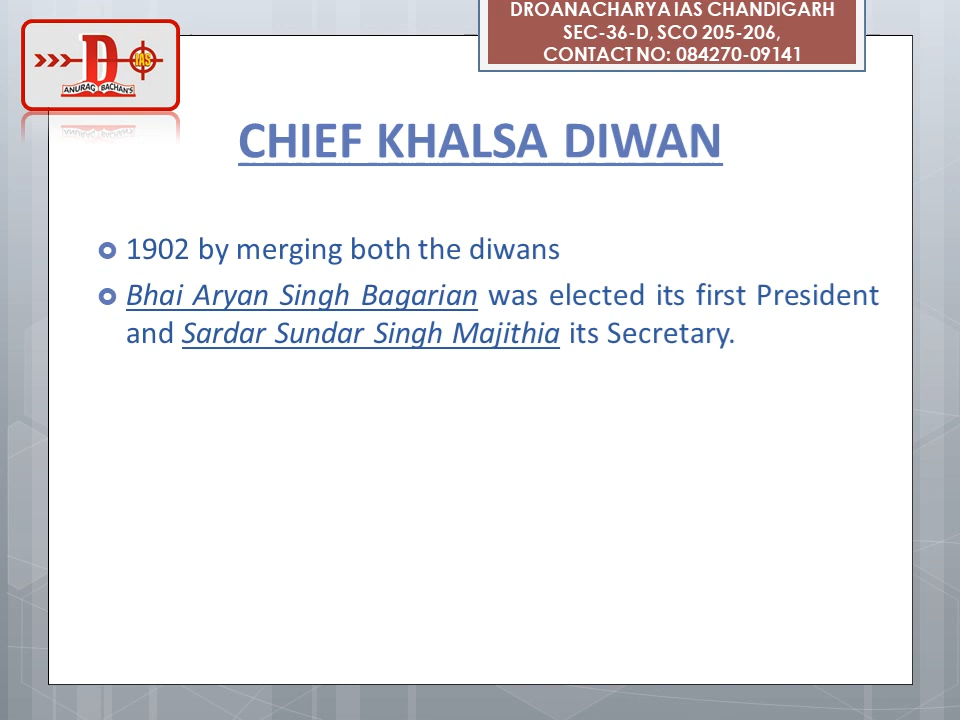 DROANACHARYA IAS CHANDIGARH
SEC-36-D, SCO 205-206,
CONTACT NO: 084270-09141
D
IAS
ANURAG BACHAN'S
CHIEF KHALSA DIWAN
1902 by merging both the diwans
Bhai Aryan Singh Bagarian was elected its first President
and Sardar Sundar Singh Majithia its Secretary.